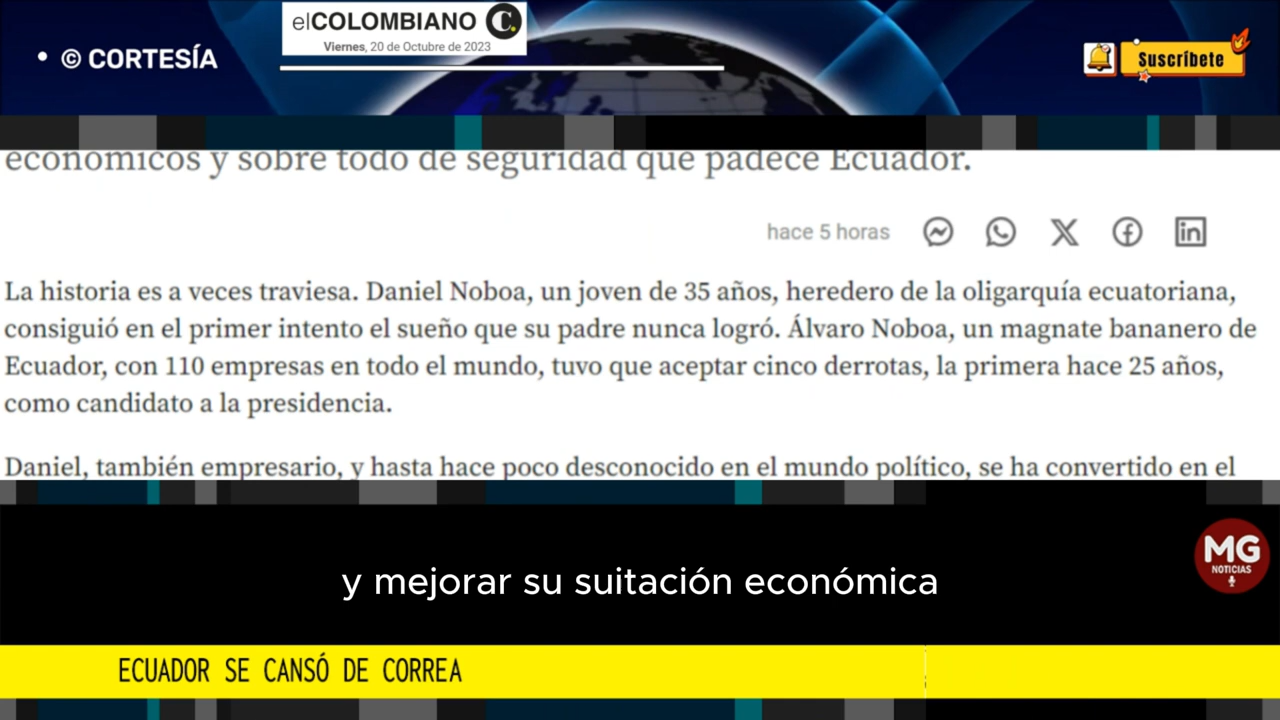 elCOLOMBIANO C.
Viernes, 20 de Octubre de 2023
• © CORTESÍA
Suscríbete
económicos y sobre todo de seguridad que padece Ecuador.
hace 5 horas
La historia es a veces traviesa. Daniel Noboa, un joven de 35 años, heredero de la oligarquía ecuatoriana,
consiguió en el primer intento el sueño que su padre nunca logró. Álvaro Noboa, un magnate bananero de
Ecuador, con 110 empresas en todo el mundo, tuvo que aceptar cinco derrotas, la primera hace 25 años,
como candidato a la presidencia.
Daniel, también empresario, y hasta hace poco desconocido en el mundo político, se ha convertido en el
MG
NOTICIAS
y mejorar su suitación económica
ECUADOR SE CANSÓ DE CORREA